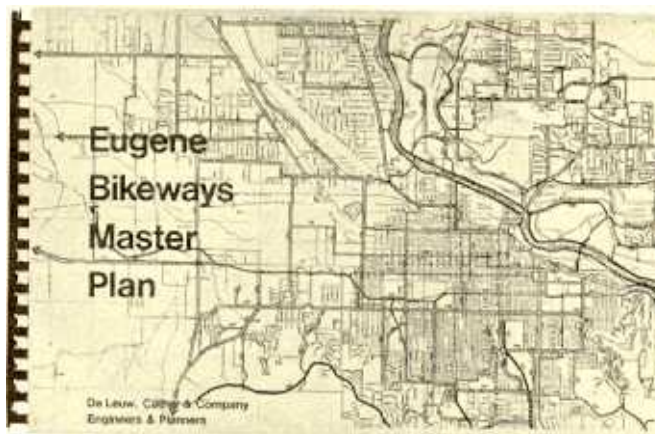 Eugene
Bikeways
Master
Plan
De Leuw, Cather & Company
Engineers & Planners